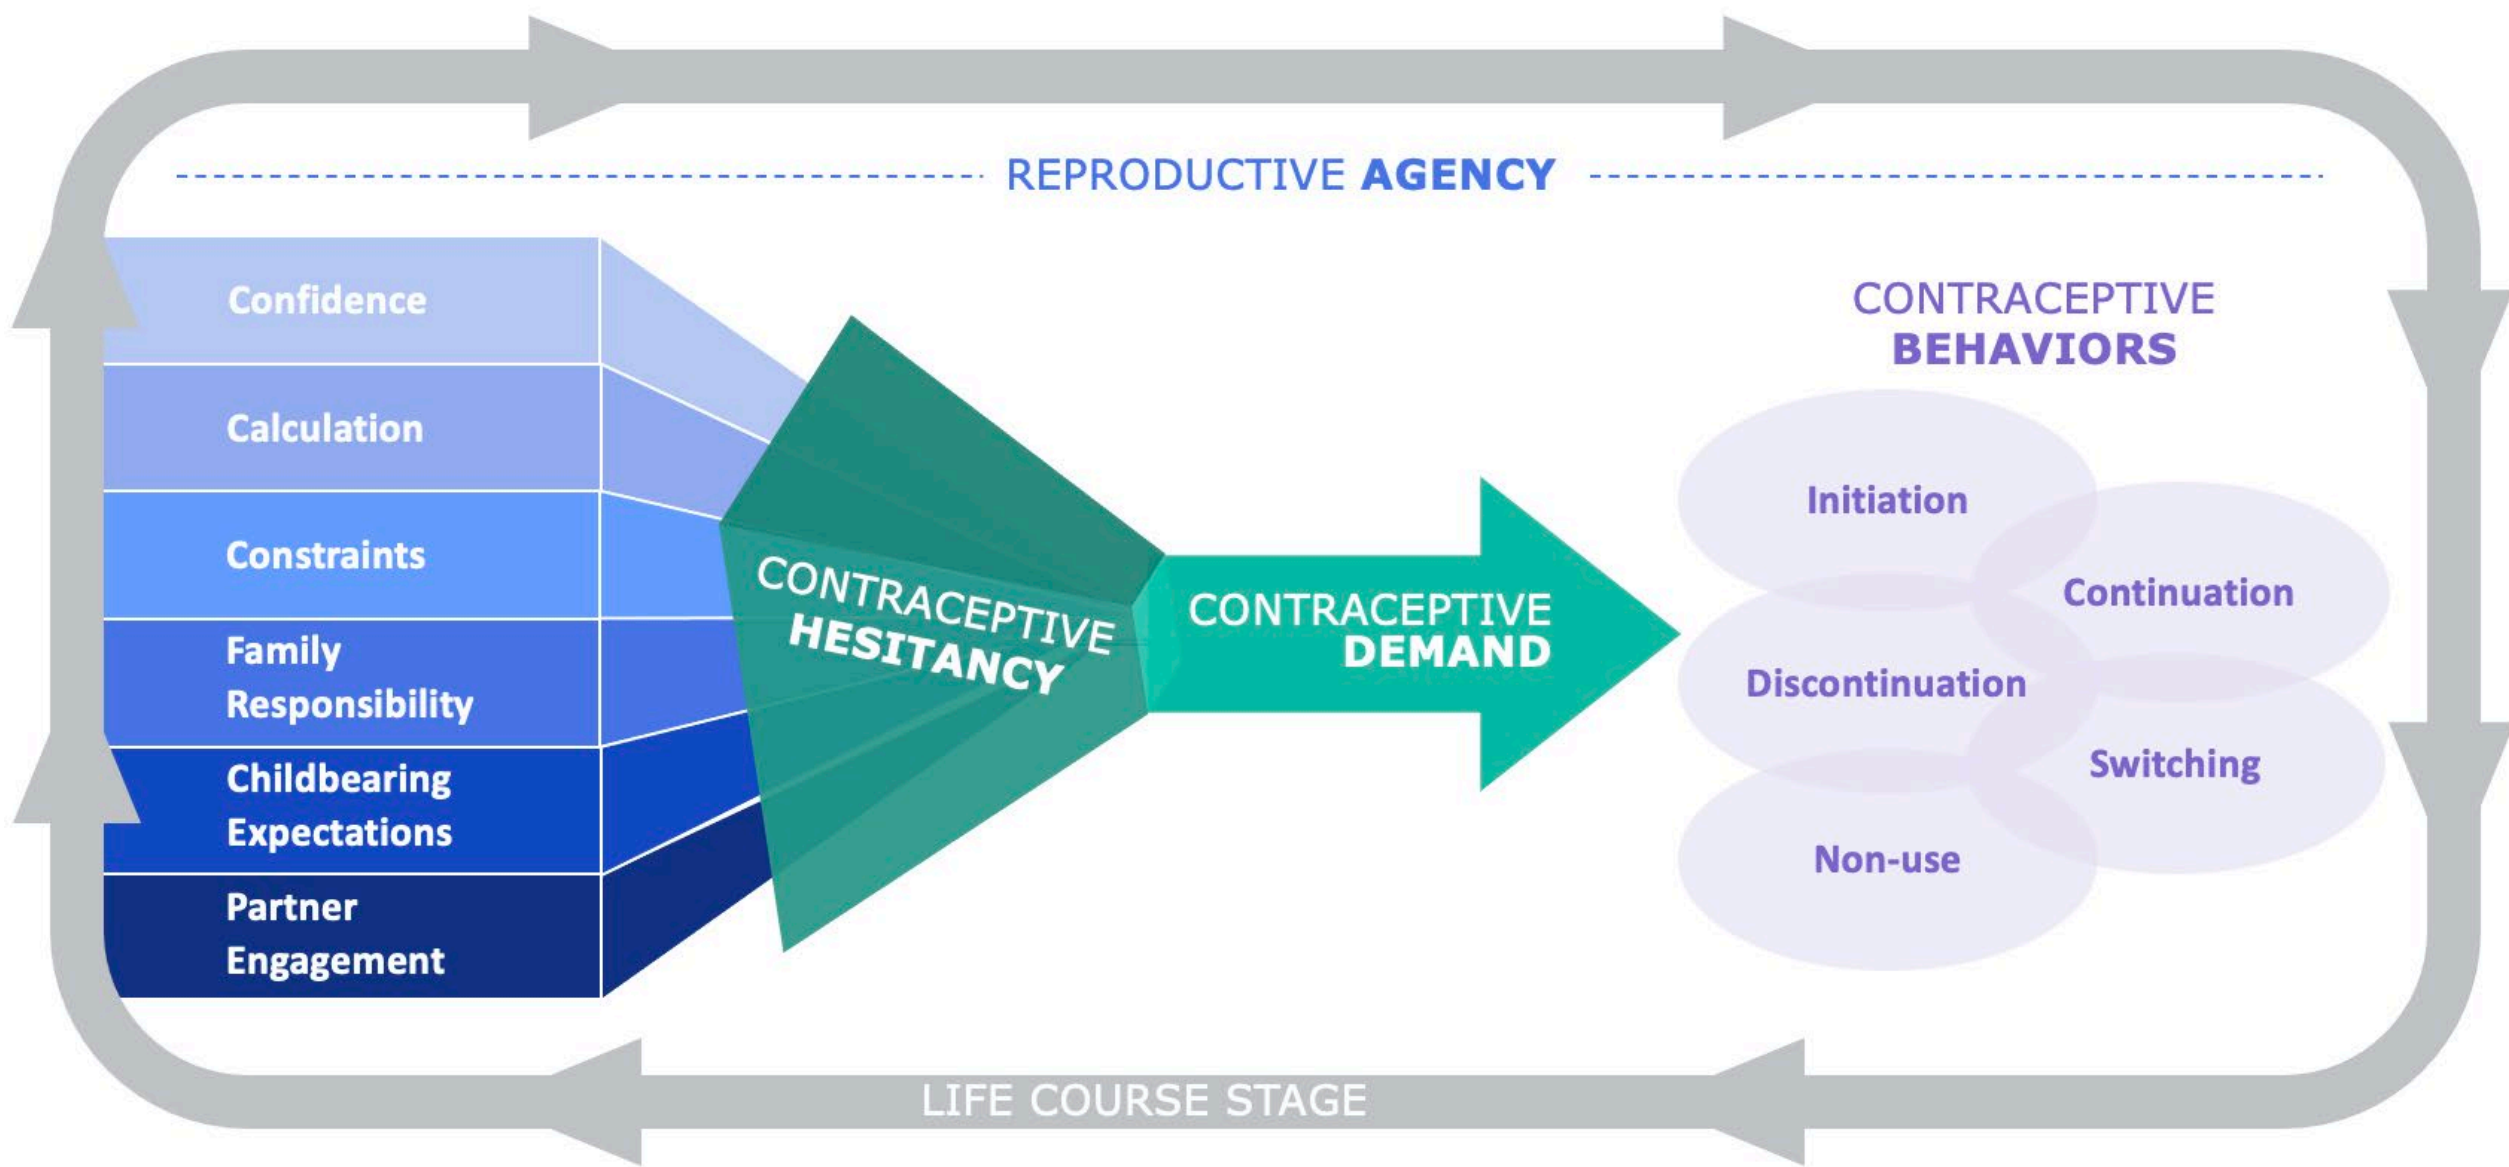 REPRODUCTIVE AGENCY
Confidence
Calculation
Constraints
Family
Responsibility
Childbearing
Expectations
Partner
Engagement
CONTRACEPTIVE
HESITANCY
CONTRACEPTIVE
DEMAND
CONTRACEPTIVE
BEHAVIORS
Initiation
Continuation
Discontinuation
Switching
Non-use
LIFE COURSE STAGE